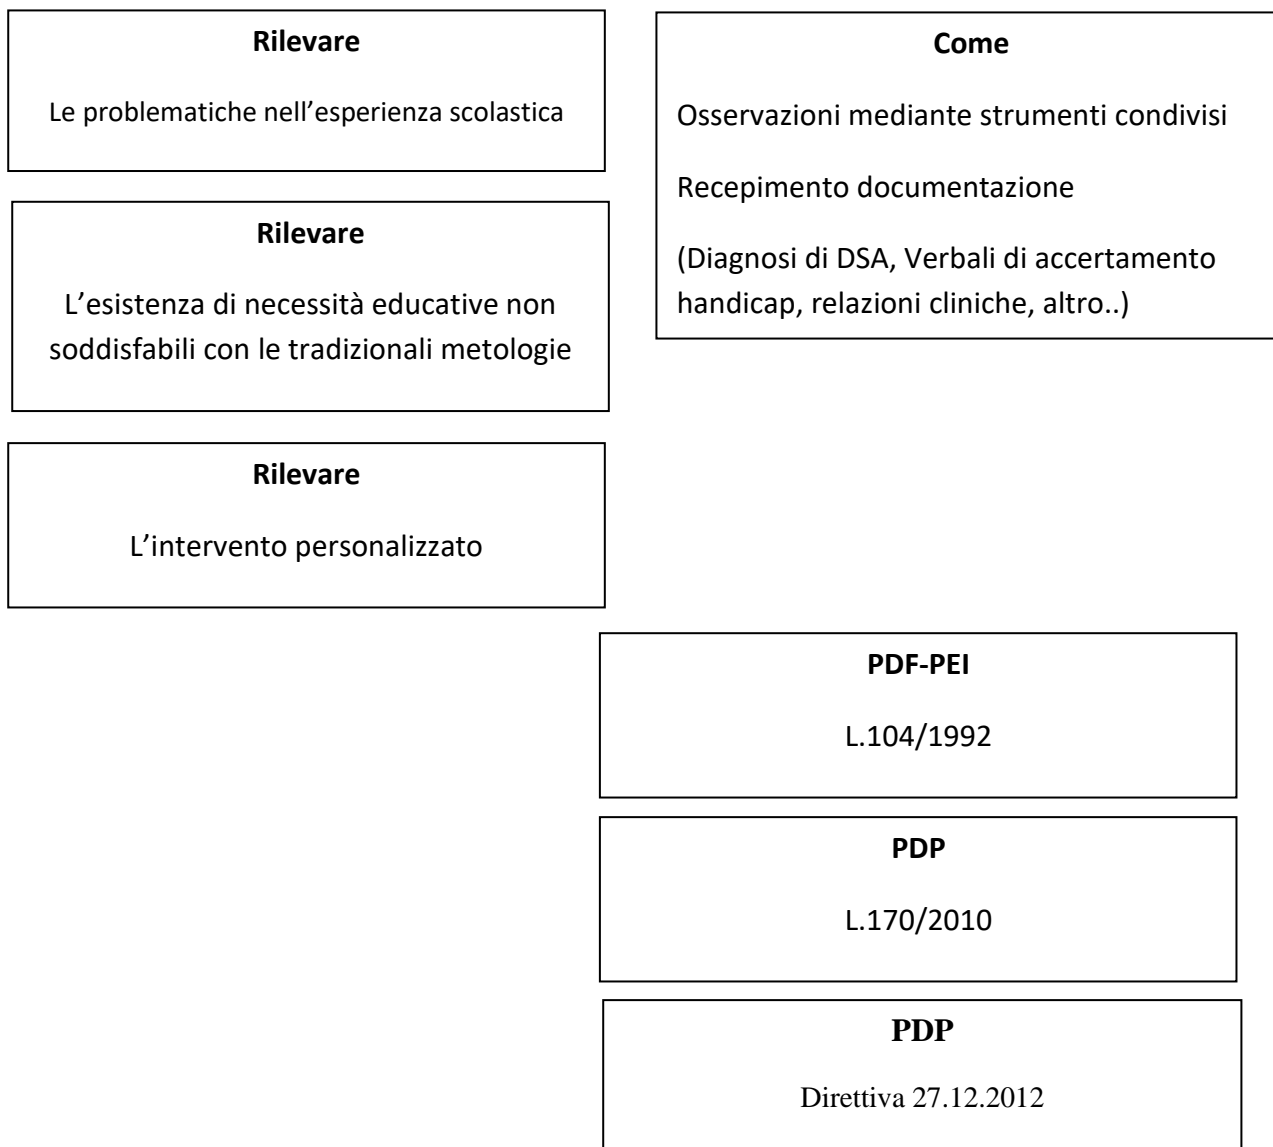 Rilevare
Le problematiche nell’esperienza scolastica
Rilevare
L’esistenza di necessità educative non
soddisfabili con le tradizionali metologie
Rilevare
L’intervento personalizzato
Come
Osservazioni mediante strumenti condivisi
Recepimento documentazione
(Diagnosi di DSA, Verbali di accertamento
handicap, relazioni cliniche, altro..)
PDF-PEI
L.104/1992
PDP
L.170/2010
PDP
Direttiva 27.12.2012